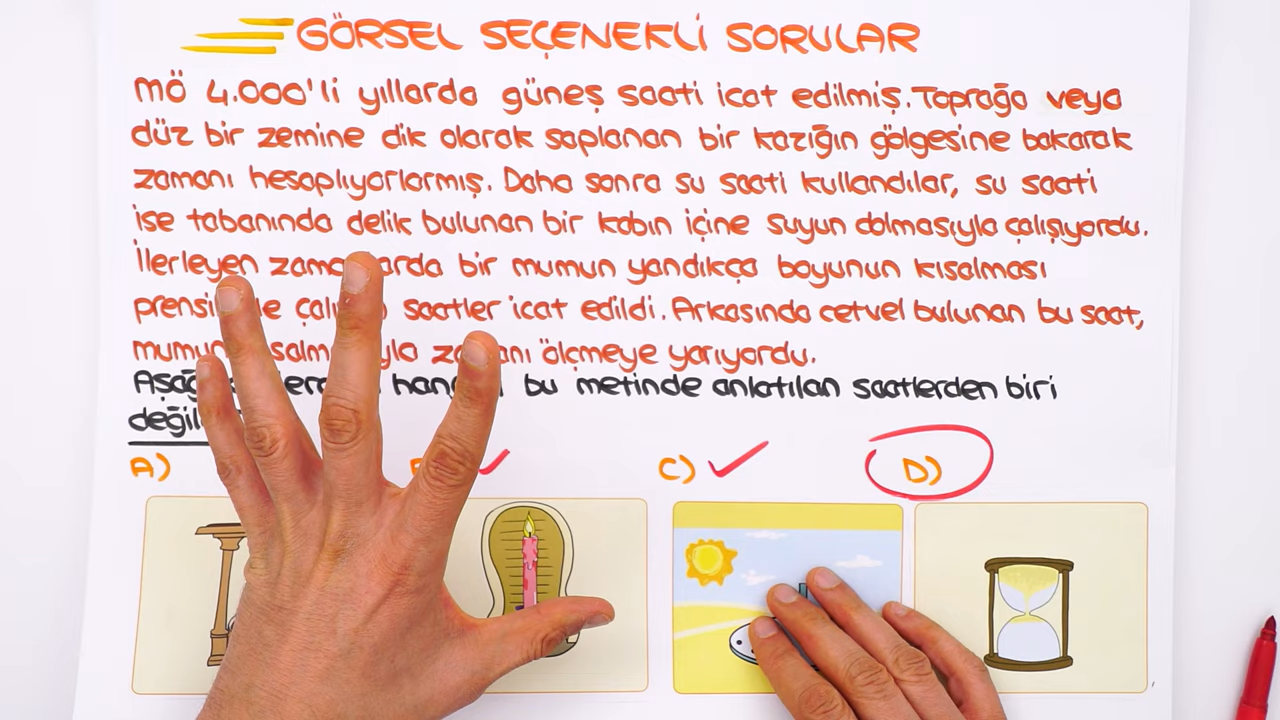 GÖRSEL SEÇENEKLİ SORULAR
MÖ 4.000'li yıllarda güneş saati icat edilmiş. Toprağa veya
düz bir zemine dik olarak saplanan bir kazığın gölgesine bakarak
zamanı hesaplıyorlarmış. Daha sonra su saati kullandılar, su saati
ise tabanında delik bulunan bir kabın içine suyun dolmasıyla çalışıyordu.
İlerleyen bir mumun yandıkça boyunun kısalması
saatler icat edildi. Arkasında cetvel bulunan bu saat,
ölçmeye yarıyordu.
bu metinde anlatılan saatlerden biri
A) C) D)